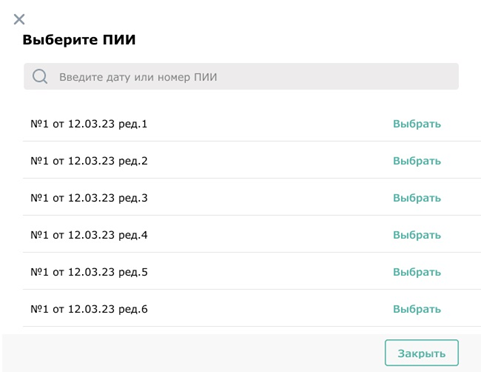 Выберите ПИИ
Введите дату или номер ПИИ
№1 от 12.03.23 ред.1 Выбрать
№1 от 12.03.23 ред.2 Выбрать
№1 от 12.03.23 ред.3 Выбрать
№1 от 12.03.23 ред.4 Выбрать
№1 от 12.03.23 ред.5 Выбрать
№1 от 12.03.23 ред.6 Выбрать
Закрыть